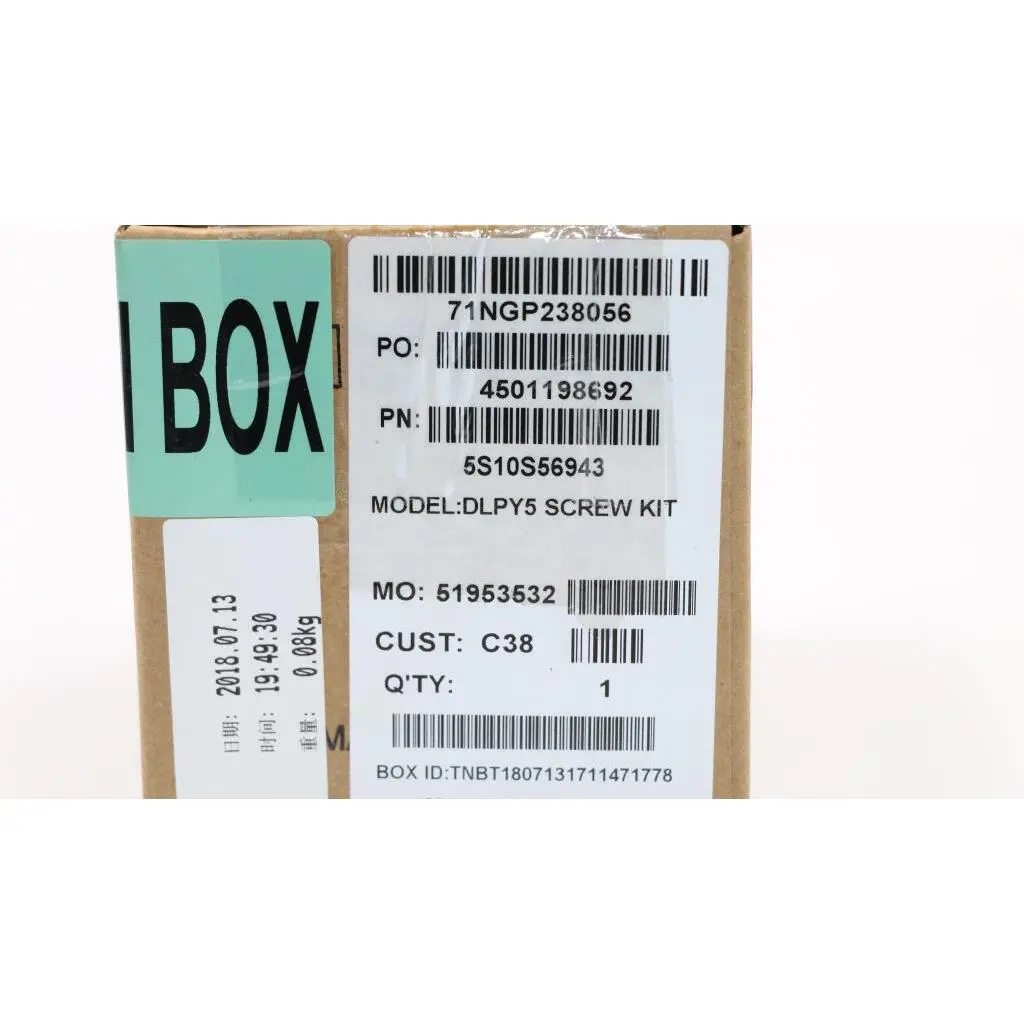 BOX
71NGP238056
PO:
4501198692
PN:
5S10S56943
MODEL:DLPY5 SCREW KIT
MO: 51953532
CUST: C38
Q'TY: 1
BOX ID:TNBT1807131711471778
日期: 2018.07.13
时间: 19:49:30
重量: 0.08kg
MA